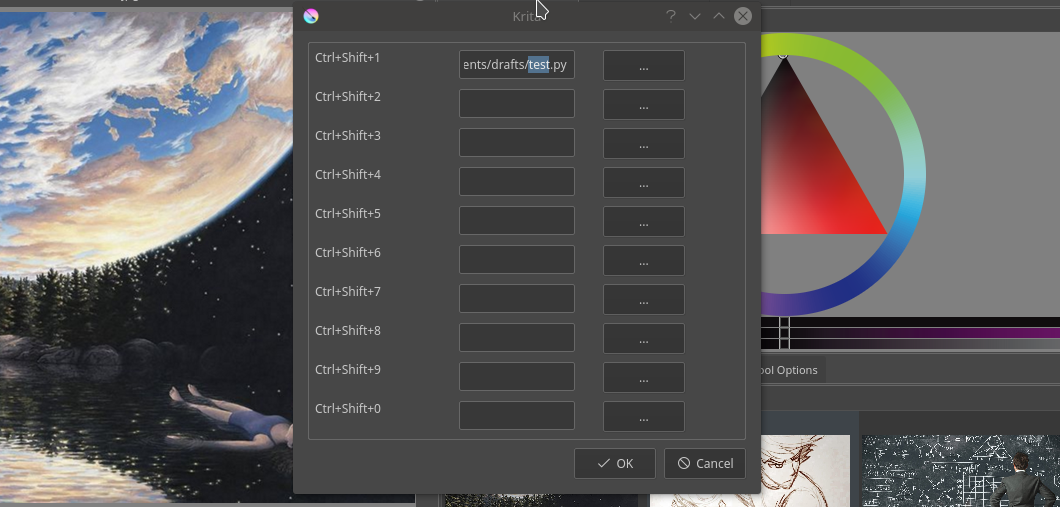 Krita
Ctrl+Shift+1 ents/drafts/test.py ...
Ctrl+Shift+2 ...
Ctrl+Shift+3 ...
Ctrl+Shift+4 ...
Ctrl+Shift+5 ...
Ctrl+Shift+6 ...
Ctrl+Shift+7 ...
Ctrl+Shift+8 ...
Ctrl+Shift+9 ...
Ctrl+Shift+0 ...
ool Options
OK Cancel